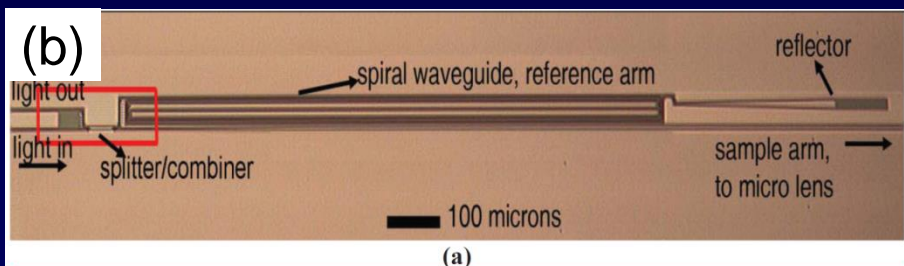 (b)
reflector
spiral waveguide, reference arm
light out
light in
splitter/combiner
sample arm,
to micro lens
100 microns
(a)